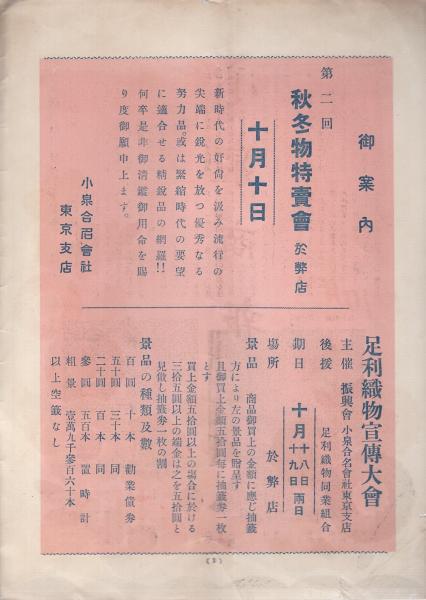 御案內
第二回
秋冬物特賣會 於弊店
十月十日
新時代の好尙を汲み流行の
尖端に銳光を放つ優秀なる
努力品。或は緊縮時代の要望
に適合せる精銳品の網羅!!
何卒是非御淸鑑御用命を賜
り度御願申上ます。
小泉合名會社
東京支店
足利織物宣傳大會
主催 振興會 小泉合名會社東京支店
後援 足利織物同業組合
期日 十月 十八日 十九日 兩日
場所 於弊店
景品 商品御買上の金額に應じ抽籤
方により左の景品を贈呈す
且御買上金額五拾圓每に抽籤券一枚
とす
買上金額五拾圓以上の場合に於ける
三拾五圓以上の端金は之を五拾圓と
見做し抽籤券一枚の割
景品の種類及數
百圓 十本 勸業債券
五十圓 三十本 同
二十圓 百本 同
參圓 五百本 置時計
粗景 壹萬九千參百六十本
以上空籤なし
(3)